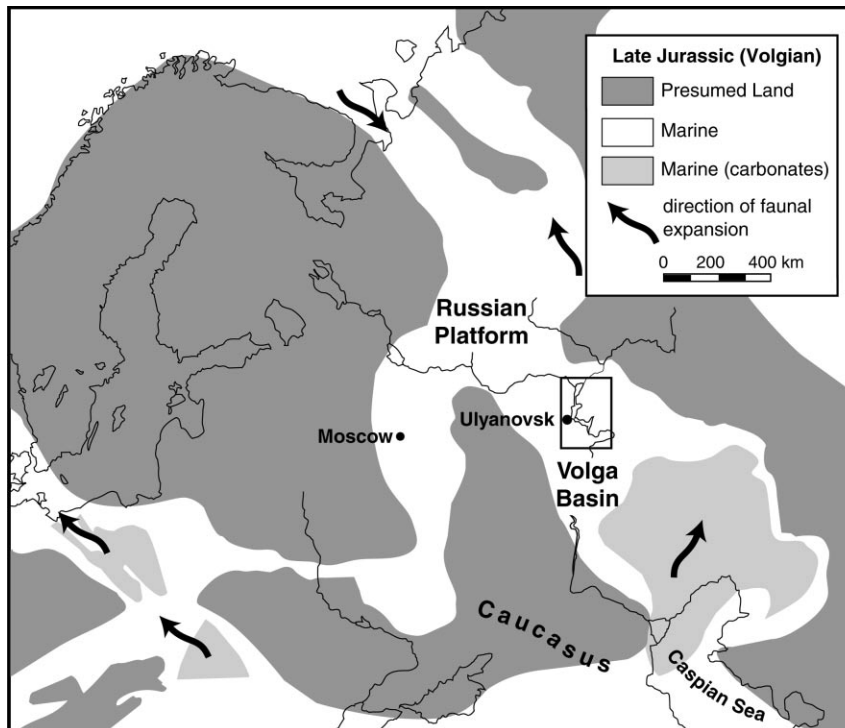 Late Jurassic (Volgian)
Presumed Land
Marine
Marine (carbonates)
direction of faunal
expansion
0 200 400 km
Russian
Platform
Ulyanovsk
Moscow
Volga
Basin
Caucasus
Caspian Sea